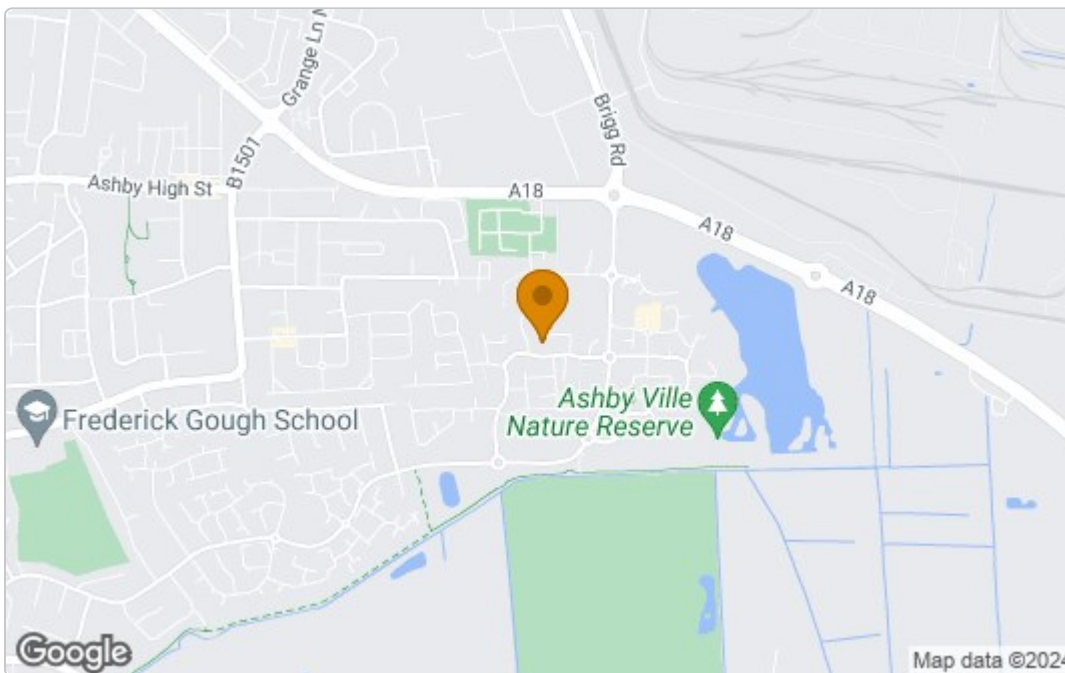 Grange Ln N
Brigg Rd
B1501
Ashby High St
A18
A18
A18
Ashby Ville
Nature Reserve
Frederick Gough School
Google
Map data ©2024